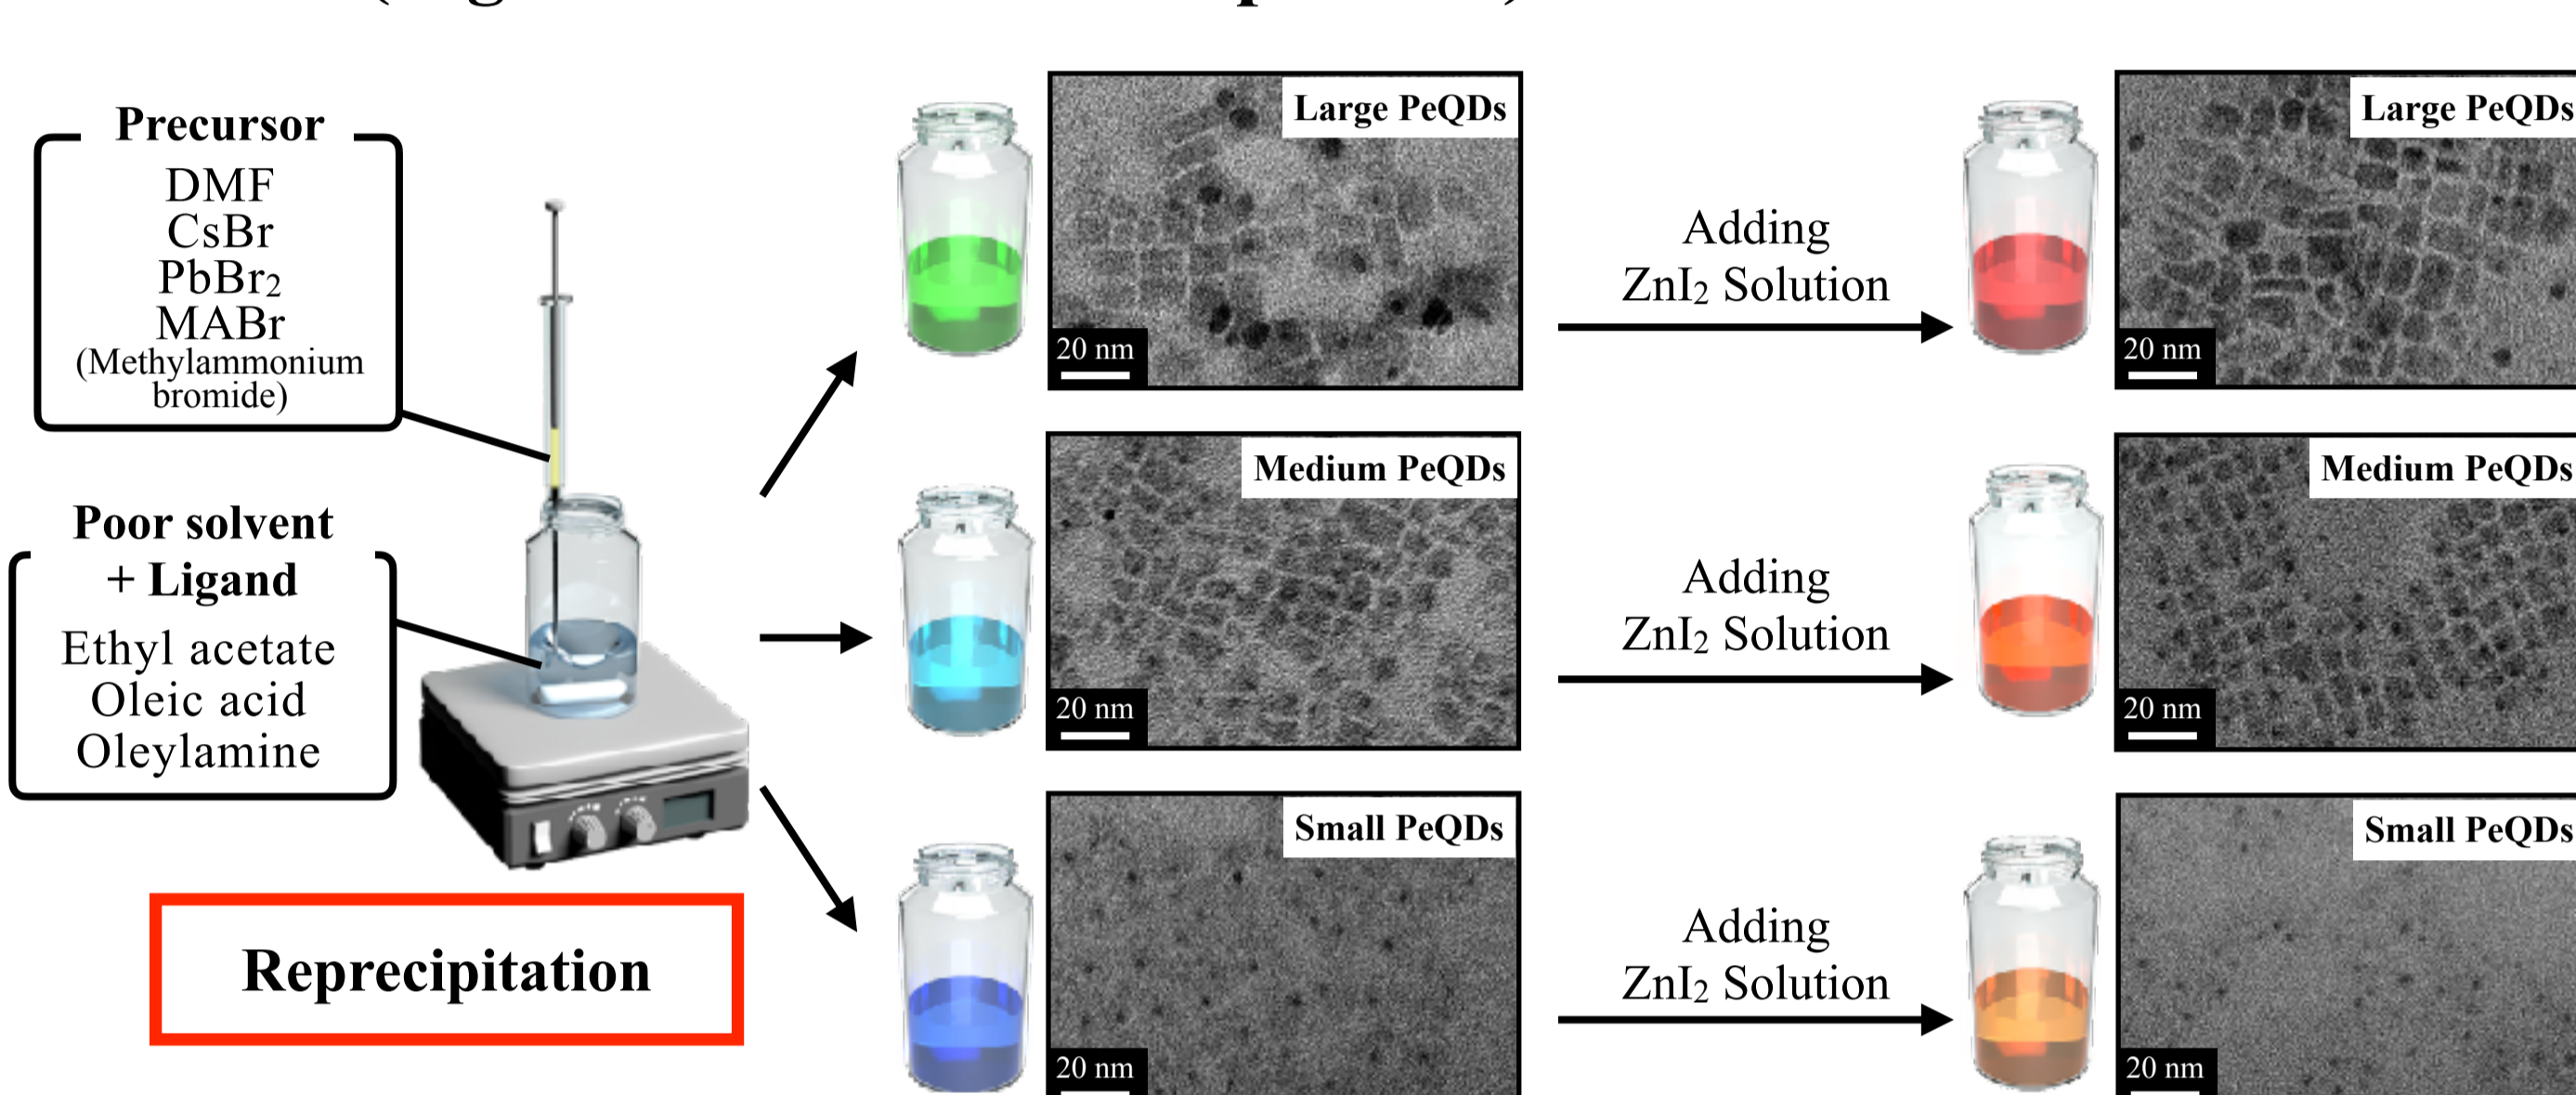 Precursor
DMF
CsBr
PbBr₂
MABr
(Methylammonium
bromide)
Poor solvent
+ Ligand
Ethyl acetate
Oleic acid
Oleylamine
Reprecipitation
Large PeQDs
20 nm
Adding
ZnI₂ Solution
Large PeQDs
20 nm
Medium PeQDs
20 nm
Adding
ZnI₂ Solution
Medium PeQDs
20 nm
Small PeQDs
20 nm
Adding
ZnI₂ Solution
Small PeQDs
20 nm